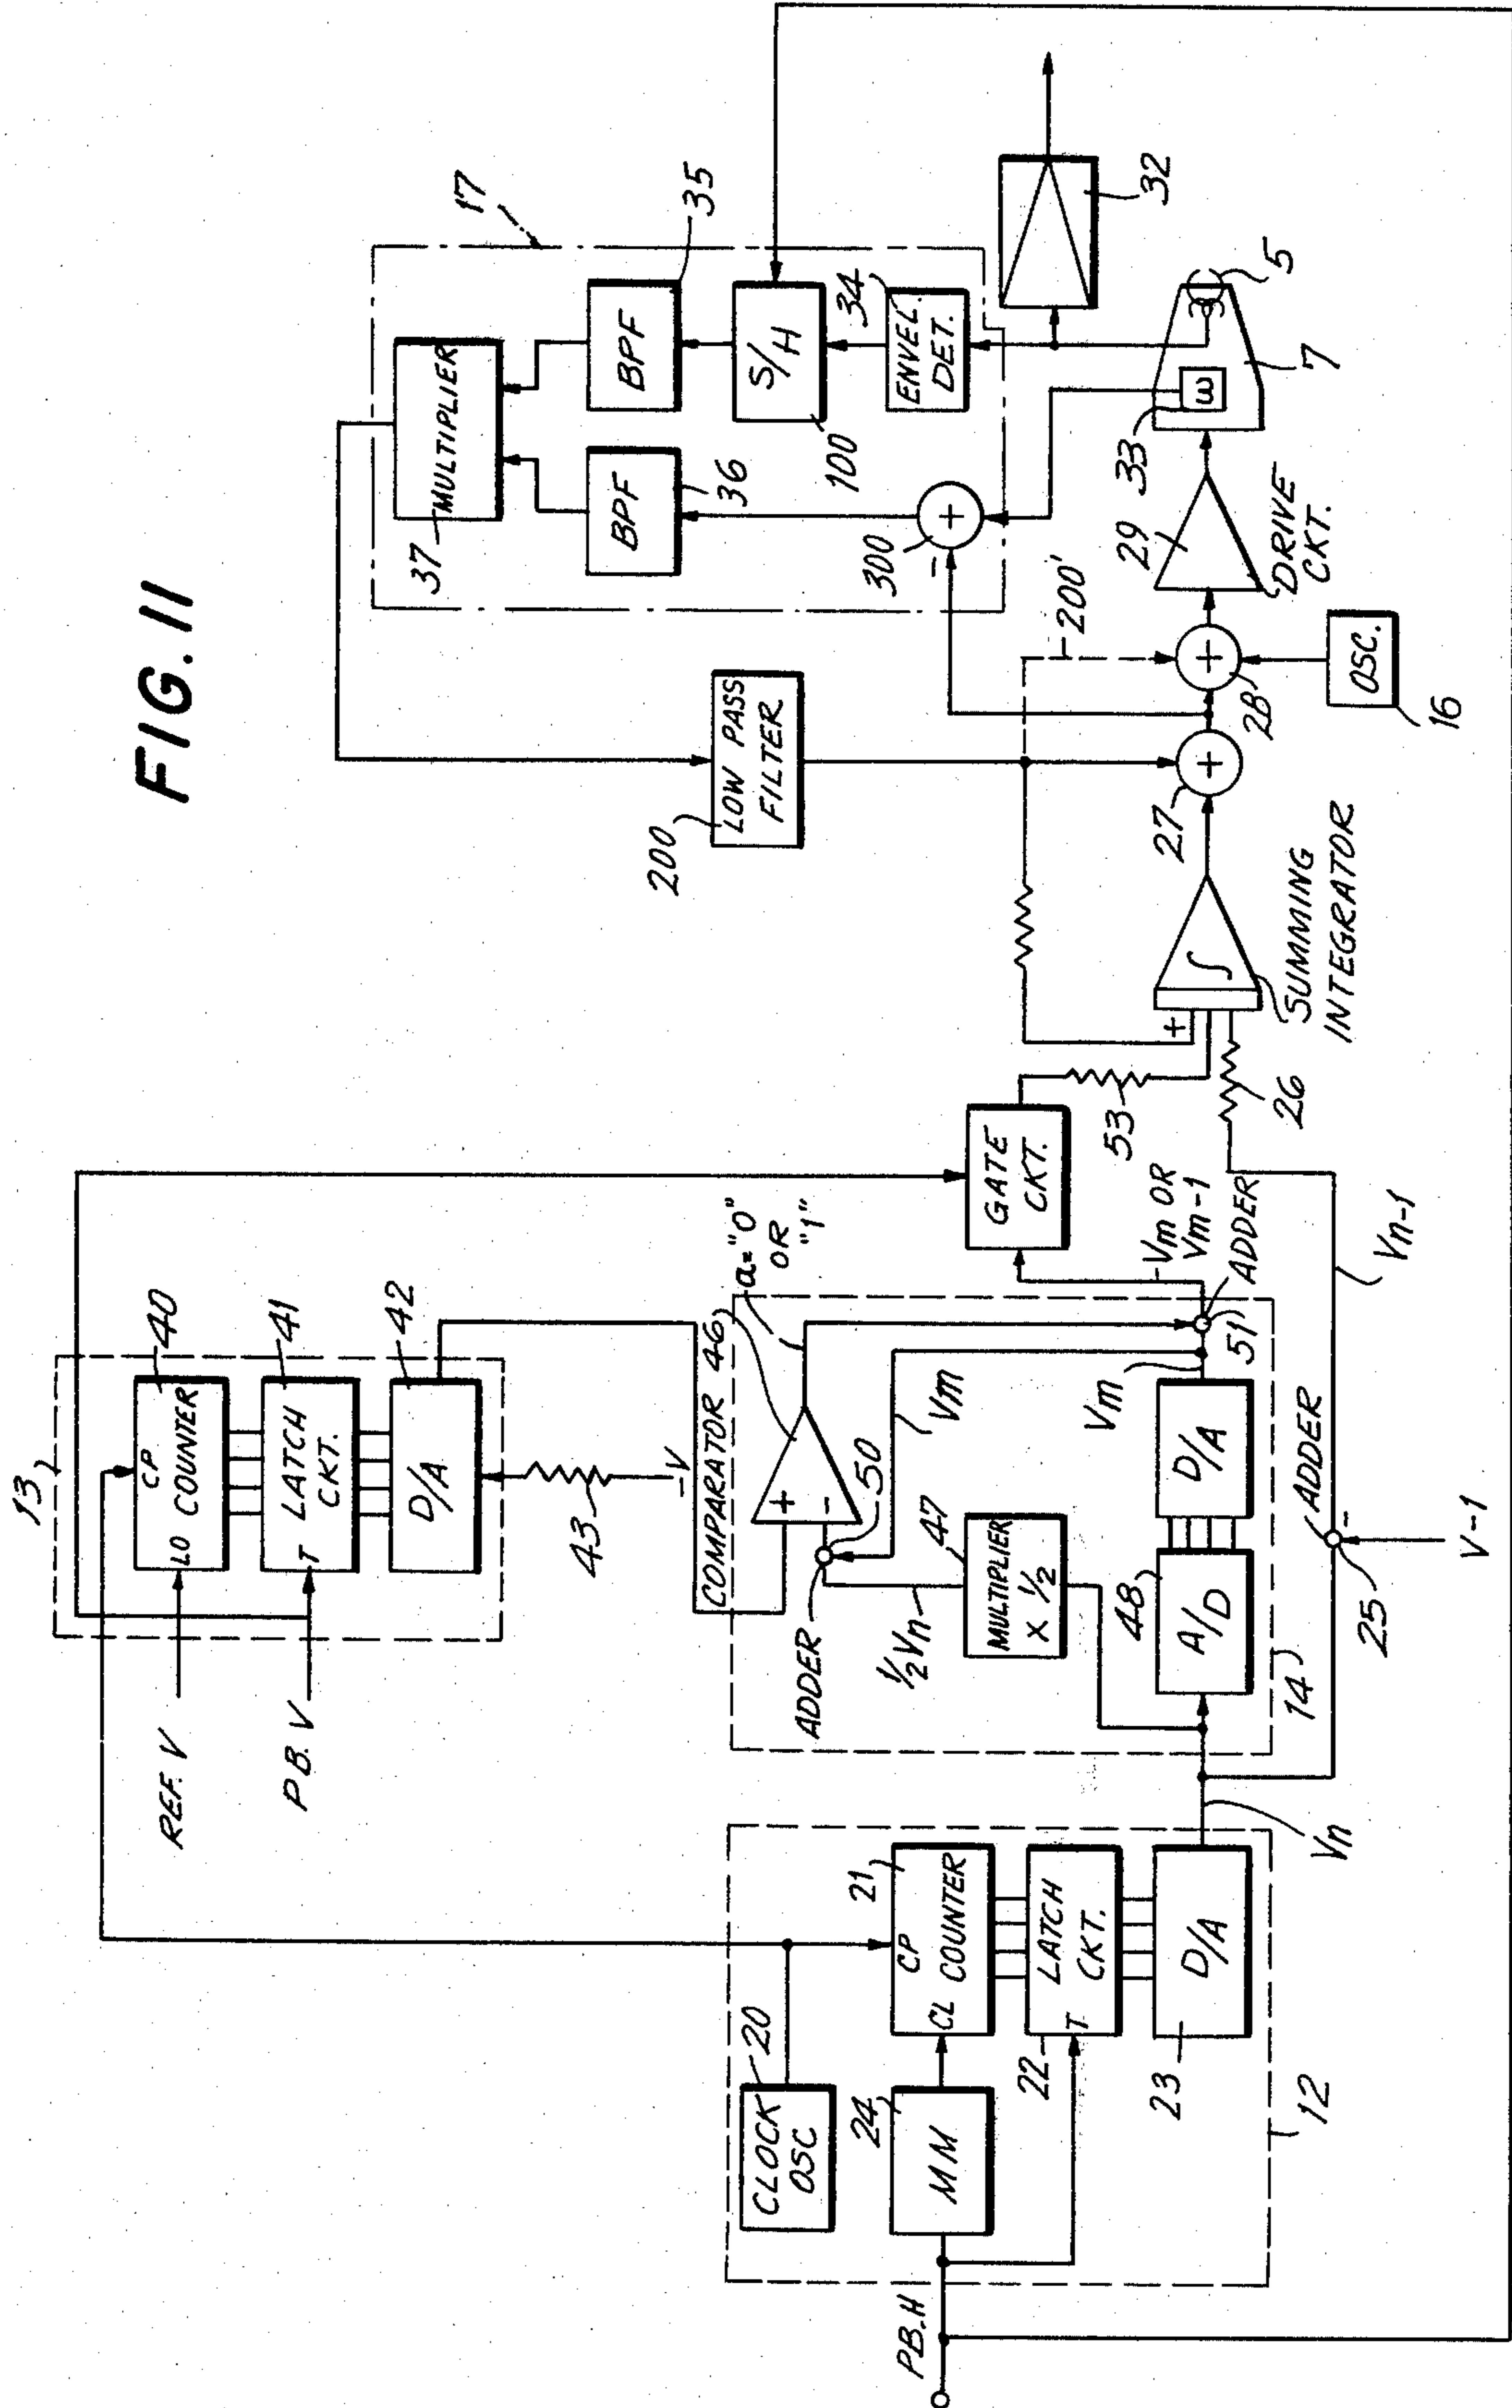 FIG. 11
17
37
MULTIPLIER
BPF
36
BPF
35
S/H
100
ENVEL.
DET.
34
300
+
−
32
5
7
33
3
29
DRIVE
CKT.
200
LOW PASS
FILTER
200'
+
28
OSC.
16
+
27
SUMMING
INTEGRATOR
∫
+
53
26
GATE
CKT.
13
REF. V
P.B. V
LO
CP
COUNTER
40
T
LATCH
CKT.
41
D/A
42
43
−V
COMPARATOR 46
a="0"
OR
"1"
+
−
50
ADDER
Vm
½Vn
MULTIPLIER
× ½
47
48
A/D
D/A
Vm
51
ADDER
−Vm OR
Vm−1
14
ADDER
−
25
V−1
Vn−1
Vn
CLOCK
OSC
20
CP
CL COUNTER
21
MM
24
T
LATCH
CKT.
22
D/A
23
12
PB.H